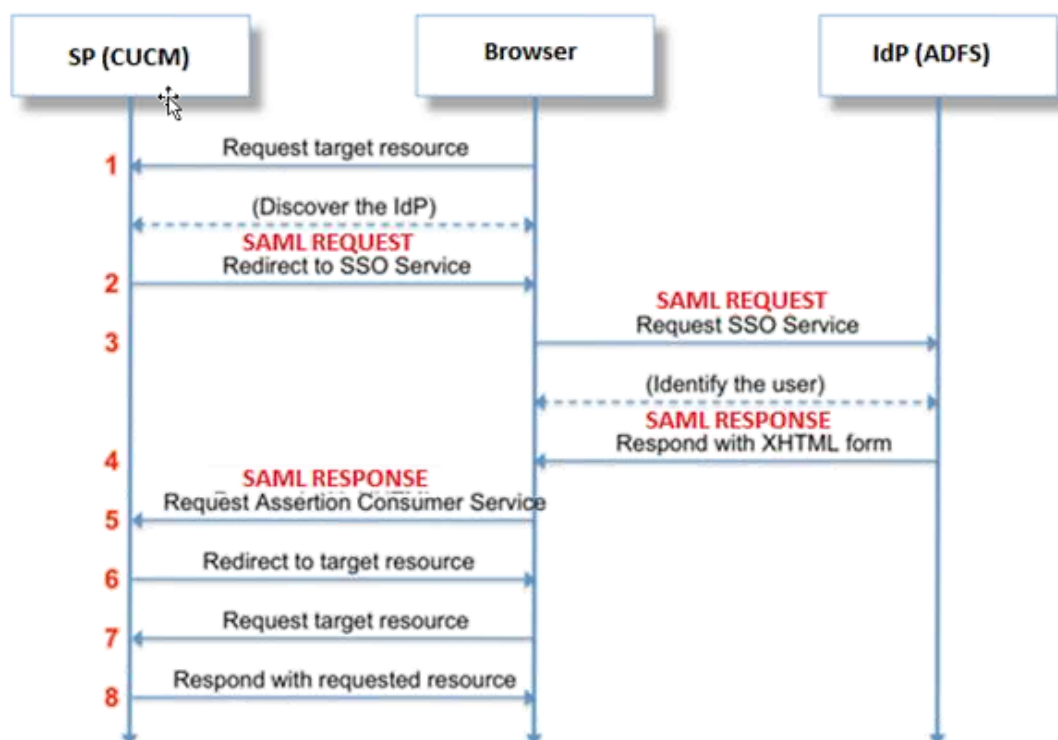 SP (CUCM)
Browser
IdP (ADFS)
1
Request target resource
(Discover the IdP)
SAML REQUEST
2
Redirect to SSO Service
SAML REQUEST
3
Request SSO Service
(Identify the user)
SAML RESPONSE
4
Respond with XHTML form
SAML RESPONSE
5
Request Assertion Consumer Service
6
Redirect to target resource
7
Request target resource
8
Respond with requested resource